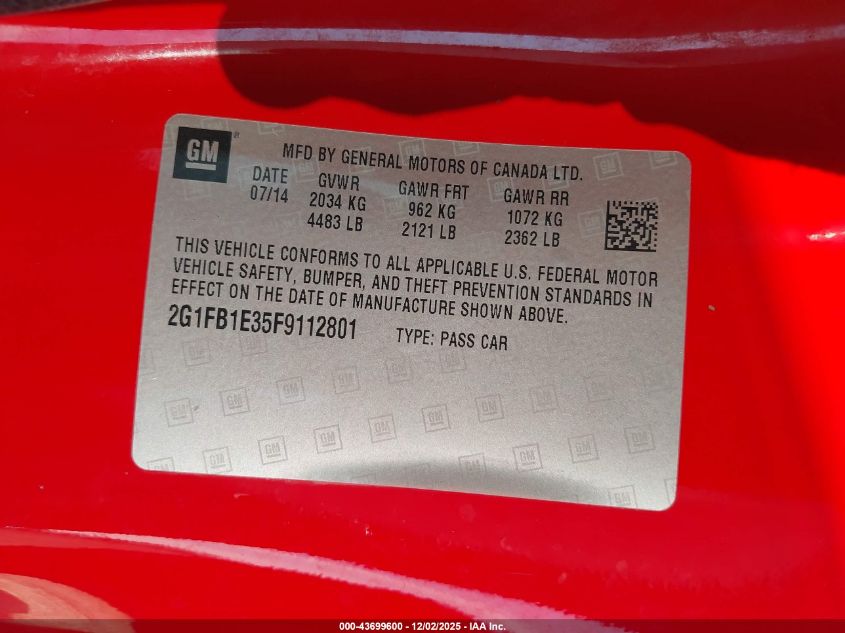 GM
MFD BY GENERAL MOTORS OF CANADA LTD.
DATE GVWR GAWR FRT GAWR RR
07/14 2034 KG 962 KG 1072 KG
4483 LB 2121 LB 2362 LB
THIS VEHICLE CONFORMS TO ALL APPLICABLE U.S. FEDERAL MOTOR
VEHICLE SAFETY, BUMPER, AND THEFT PREVENTION STANDARDS IN
EFFECT ON THE DATE OF MANUFACTURE SHOWN ABOVE.
2G1FB1E35F9112801 TYPE: PASS CAR
000-43699600 - 12/02/2025 - IAA Inc.